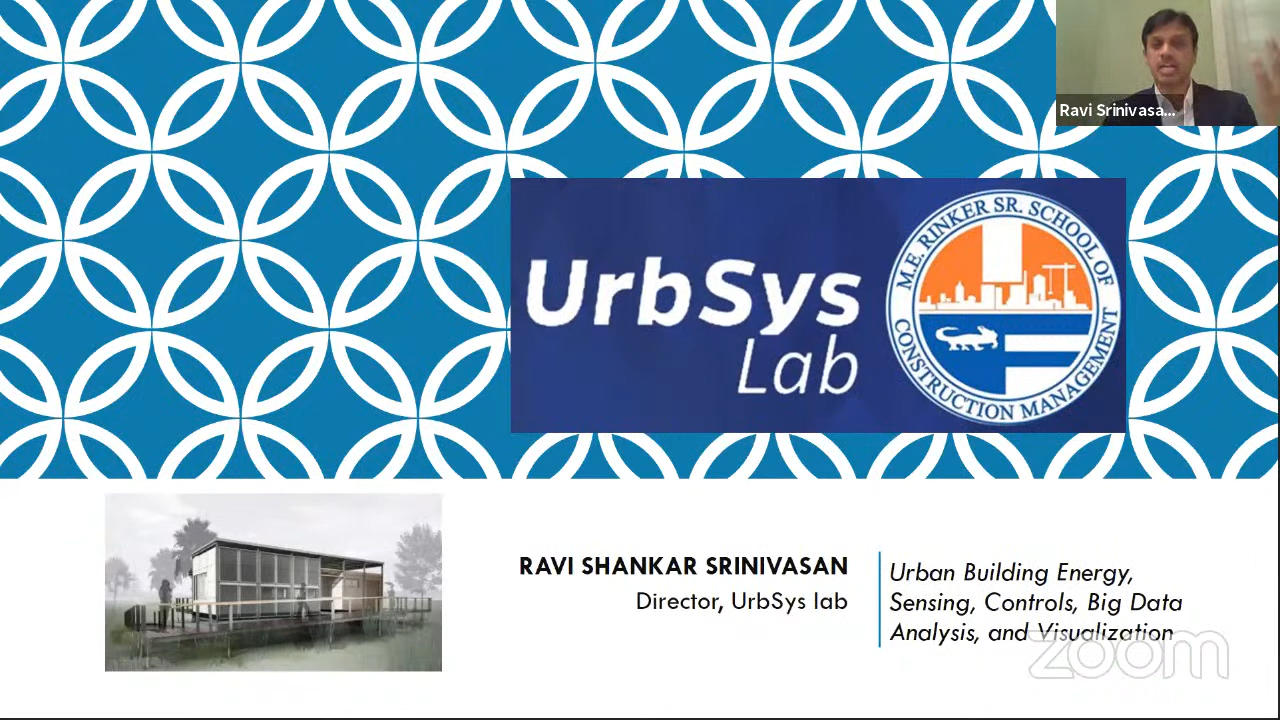 Ravi Srinivasa...
UrbSys
Lab
M.E. RINKER SR. SCHOOL OF
CONSTRUCTION MANAGEMENT
RAVI SHANKAR SRINIVASAN
Director, UrbSys lab
Urban Building Energy,
Sensing, Controls, Big Data
Analysis, and Visualization
zoom